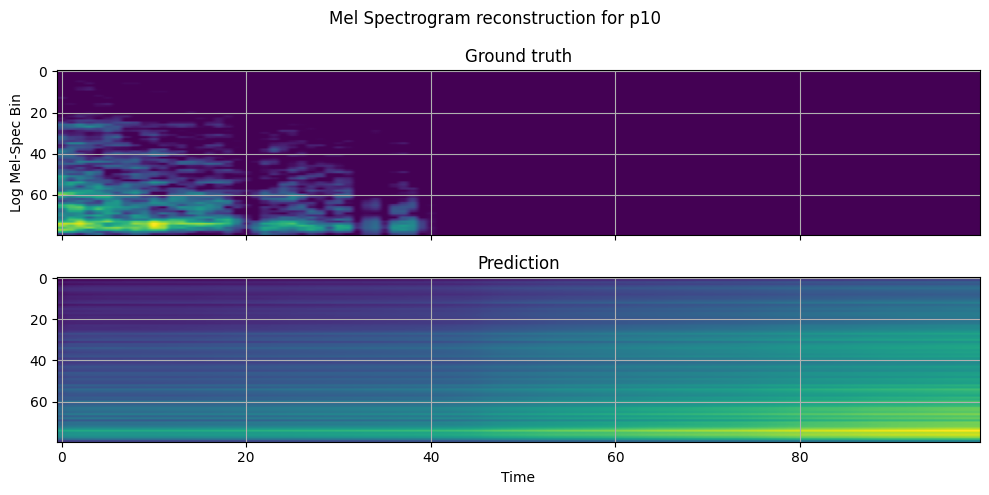 Mel Spectrogram reconstruction for p10
Ground truth
0
20
40
60
Log Mel-Spec Bin
Prediction
0
20
40
60
0 20 40 60 80
Time